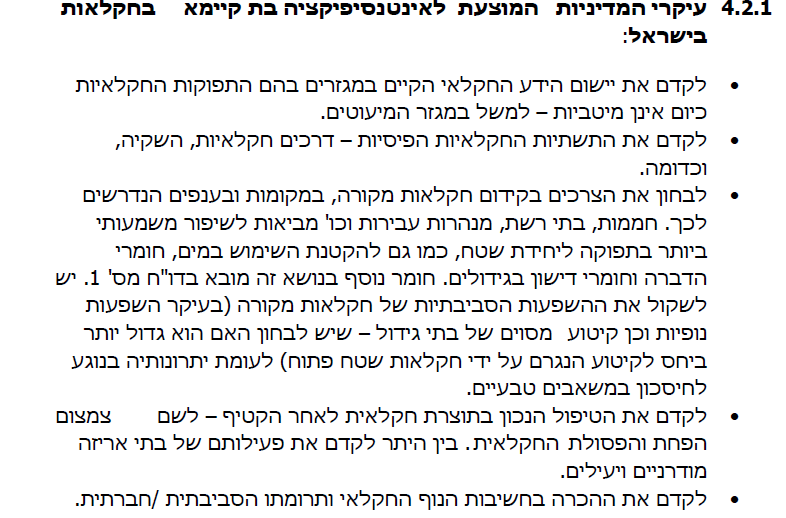 4.2.1 עיקרי המדיניות המוצעת לאינטנסיפיקציה בת קיימא בחקלאות
בישראל:
• לקדם את יישום הידע החקלאי הקיים במגזרים בהם התפוקות החקלאיות
כיום אינן מיטביות – למשל במגזר המיעוטים.
• לקדם את התשתיות החקלאיות הפיסיות – דרכים חקלאיות, השקיה,
וכדומה.
• לבחון את הצרכים בקידום חקלאות מקורה, במקומות ובענפים הנדרשים
לכך. חממות, בתי רשת, מנהרות עבירות וכו' מביאות לשיפור משמעותי
ביותר בתפוקה ליחידת שטח, כמו גם להקטנת השימוש במים, חומרי
הדברה וחומרי דישון בגידולים. חומר נוסף בנושא זה מובא בדו"ח מס' 1. יש
לשקול את ההשפעות הסביבתיות של חקלאות מקורה (בעיקר השפעות
נופיות וכן קיטוע מסוים של בתי גידול – שיש לבחון האם הוא גדול יותר
ביחס לקיטוע הנגרם על ידי חקלאות שטח פתוח) לעומת יתרונותיה בנוגע
לחיסכון במשאבים טבעיים.
• לקדם את הטיפול הנכון בתוצרת חקלאית לאחר הקטיף – לשם צמצום
הפחת והפסולת החקלאית. בין היתר לקדם את פעילותם של בתי אריזה
מודרניים ויעילים.
• לקדם את ההכרה בחשיבות הנוף החקלאי ותרומתו הסביבתית /חברתית.